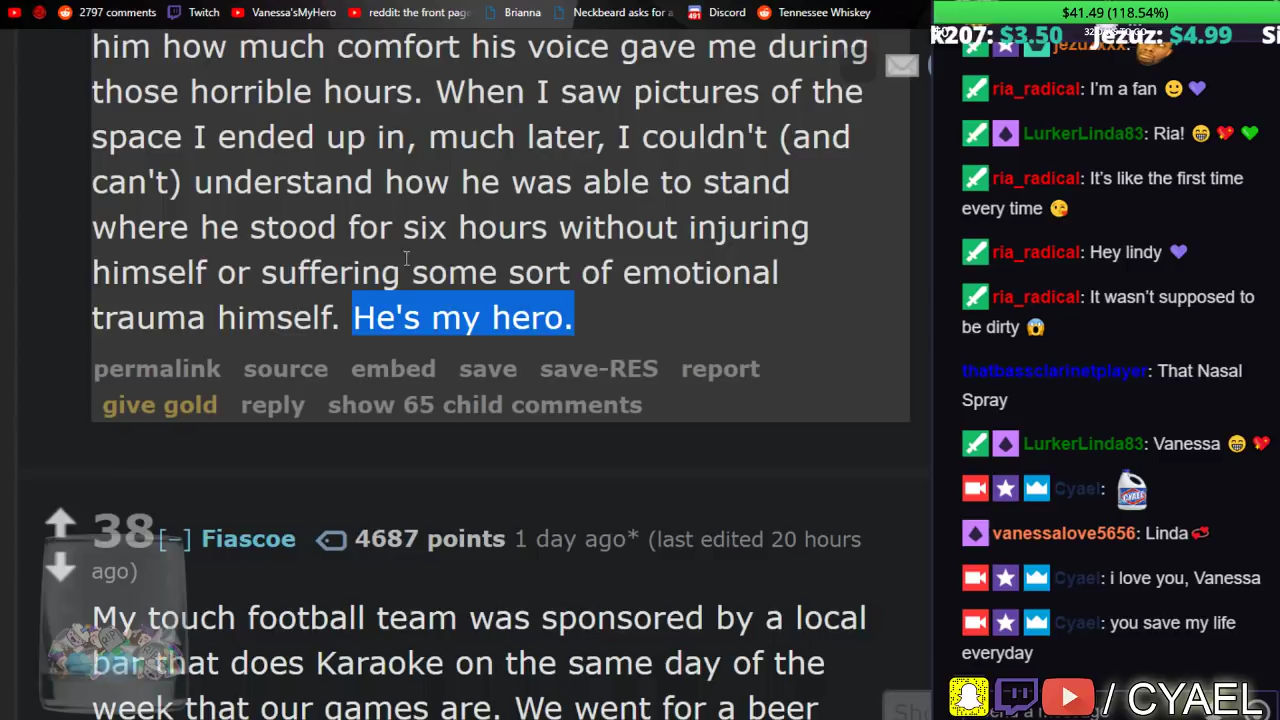 2797 comments Twitch Vanessa'sMyHero reddit: the front page Brianna Neckbeard asks for a 491 Discord Tennessee Whiskey
him how much comfort his voice gave me during
those horrible hours. When I saw pictures of the
space I ended up in, much later, I couldn't (and
can't) understand how he was able to stand
where he stood for six hours without injuring
himself or suffering some sort of emotional
trauma himself. He's my hero.
permalink source embed save save-RES report
give gold reply show 65 child comments
38 [−] Fiascoe 4687 points 1 day ago* (last edited 20 hours
ago)
My touch football team was sponsored by a local
bar that does Karaoke on the same day of the
week that our games are. We went for a beer
$41.49 (118.54%)
k207: $3.50 Jezuz: $4.99 Si
jezuzxxx:
ria_radical: I'm a fan
LurkerLinda83: Ria!
ria_radical: It's like the first time
every time
ria_radical: Hey lindy
ria_radical: It wasn't supposed to
be dirty
thatbassclarinetplayer: That Nasal
Spray
LurkerLinda83: Vanessa
Cyael: CYAEL
vanessalove5656: Linda
Cyael: i love you, Vanessa
Cyael: you save my life
everyday
/ CYAEL